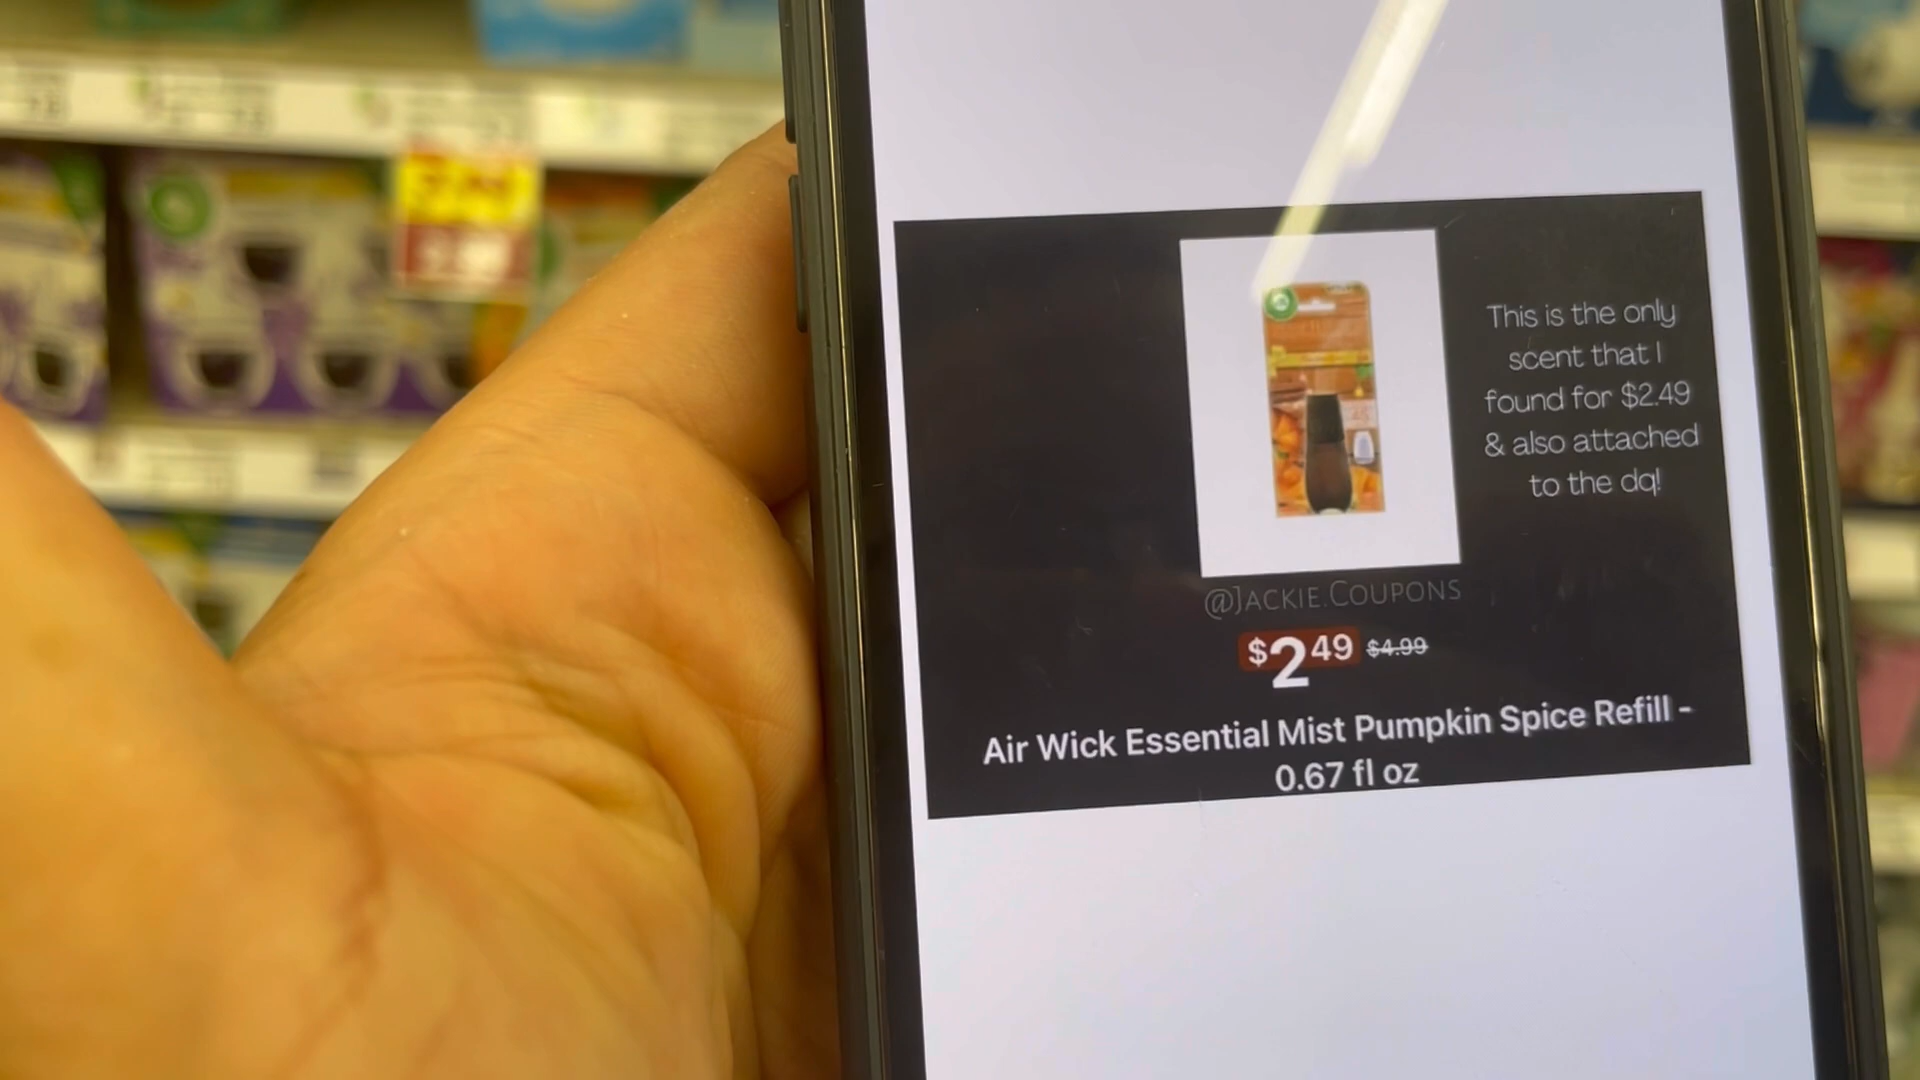 This is the only
scent that I
found for $2.49
& also attached
to the dq!
@JACKIE.COUPONS
$2 49 $4.99
Air Wick Essential Mist Pumpkin Spice Refill -
0.67 fl oz